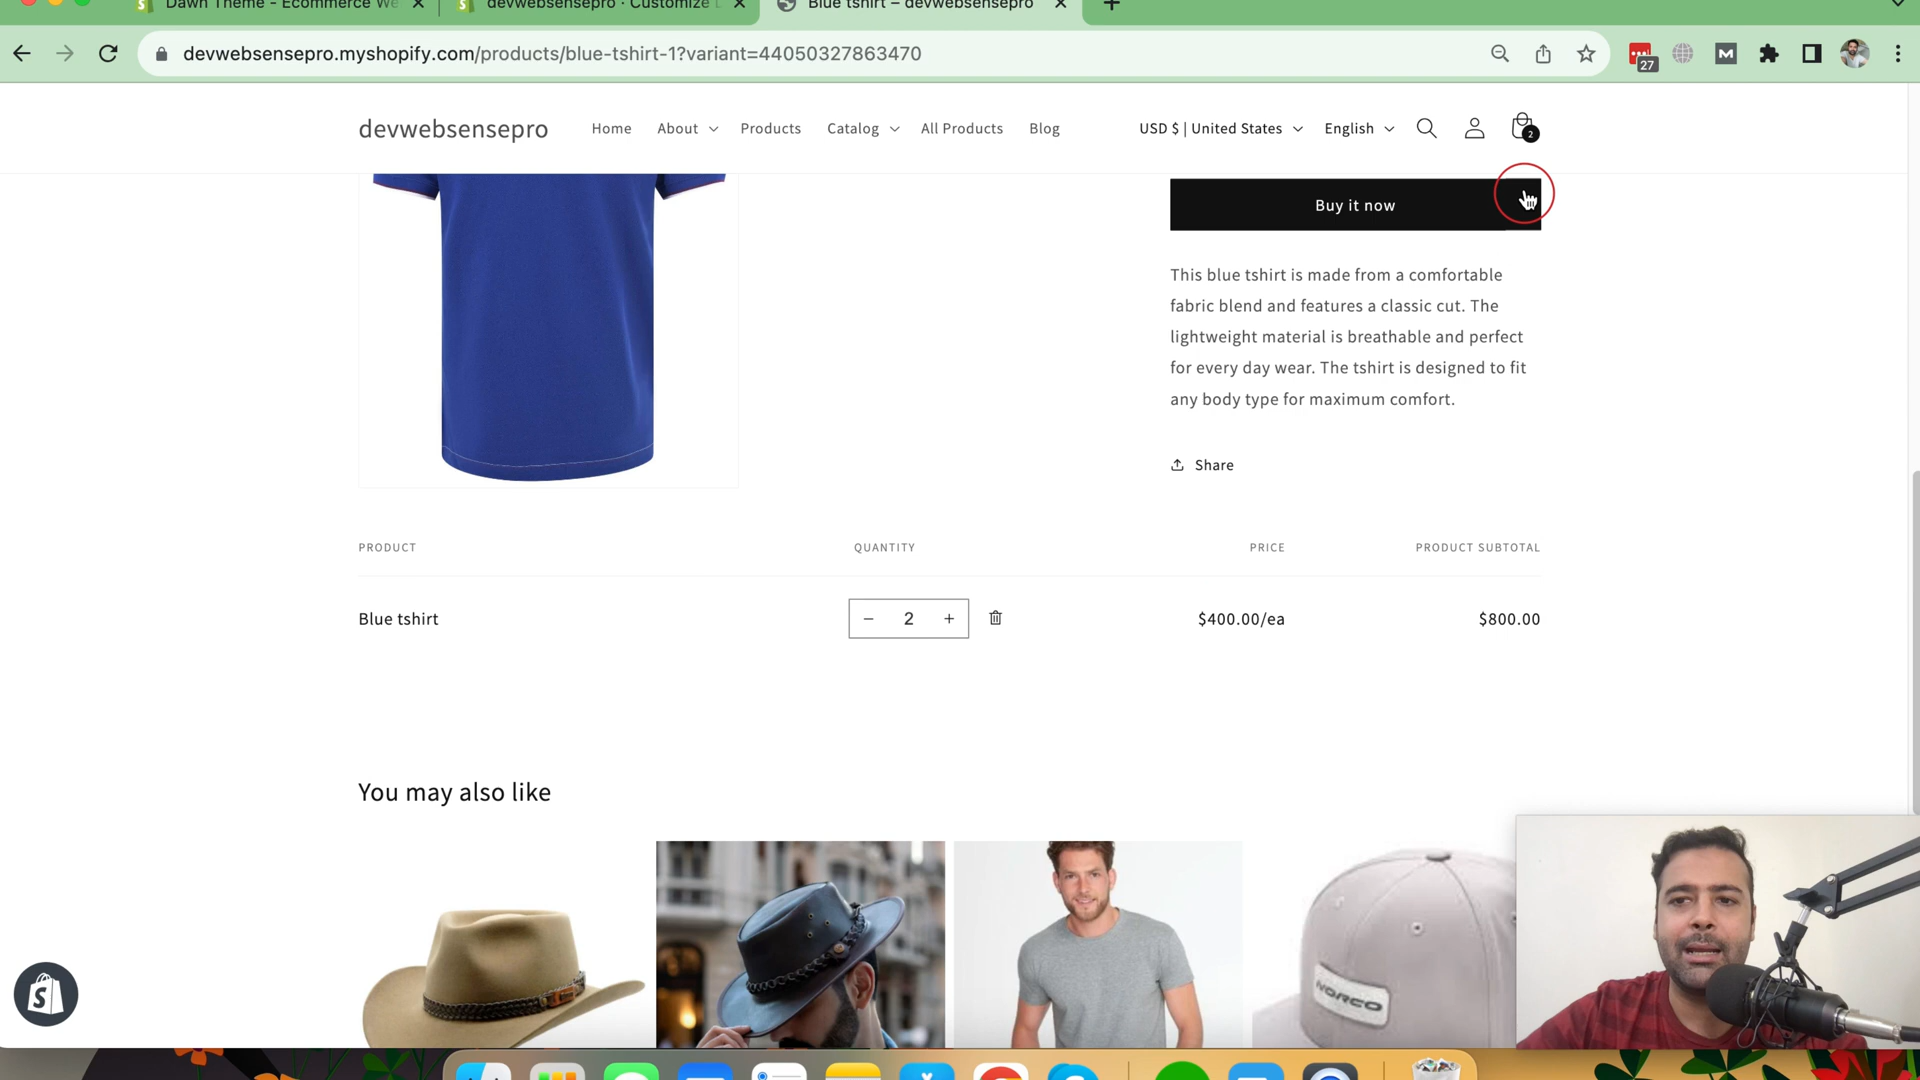 Dawn Theme - Ecommerce We
devwebsensepro · Customize D
Blue tshirt – devwebsensepro
devwebsensepro.myshopify.com/products/blue-tshirt-1?variant=44050327863470
27
M
devwebsensepro
Home
About
Products
Catalog
All Products
Blog
USD $ | United States
English
2
Buy it now
This blue tshirt is made from a comfortable
fabric blend and features a classic cut. The
lightweight material is breathable and perfect
for every day wear. The tshirt is designed to fit
any body type for maximum comfort.
Share
PRODUCT
QUANTITY
PRICE
PRODUCT SUBTOTAL
Blue tshirt
− 2 +
$400.00/ea
$800.00
You may also like
NORCO